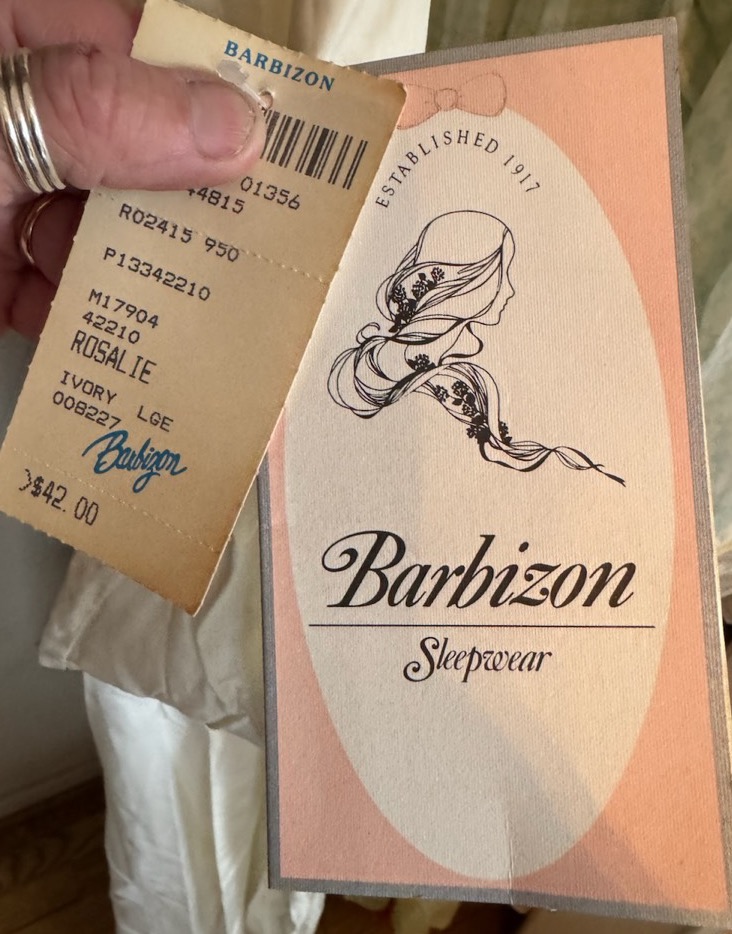 BARBIZON
01356
4815
R02415 950
P13342210
M17904
42210
ROSALIE
IVORY LGE
008227
Barbizon
$42.00
ESTABLISHED 1917
Barbizon
Sleepwear